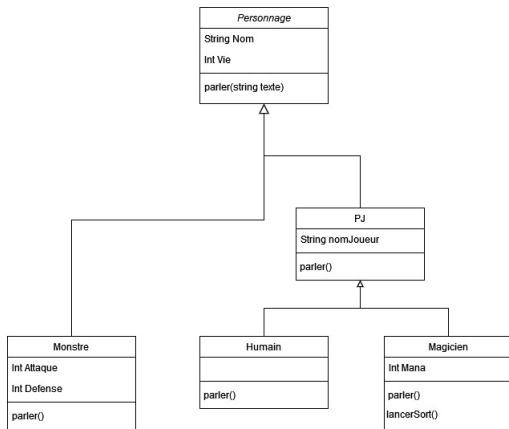 Personnage
String Nom
Int Vie
parler(string texte)
PJ
String nomJoueur
parler()
Monstre
Int Attaque
Int Defense
parler()
Humain
parler()
Magicien
Int Mana
parler()
lancerSort()